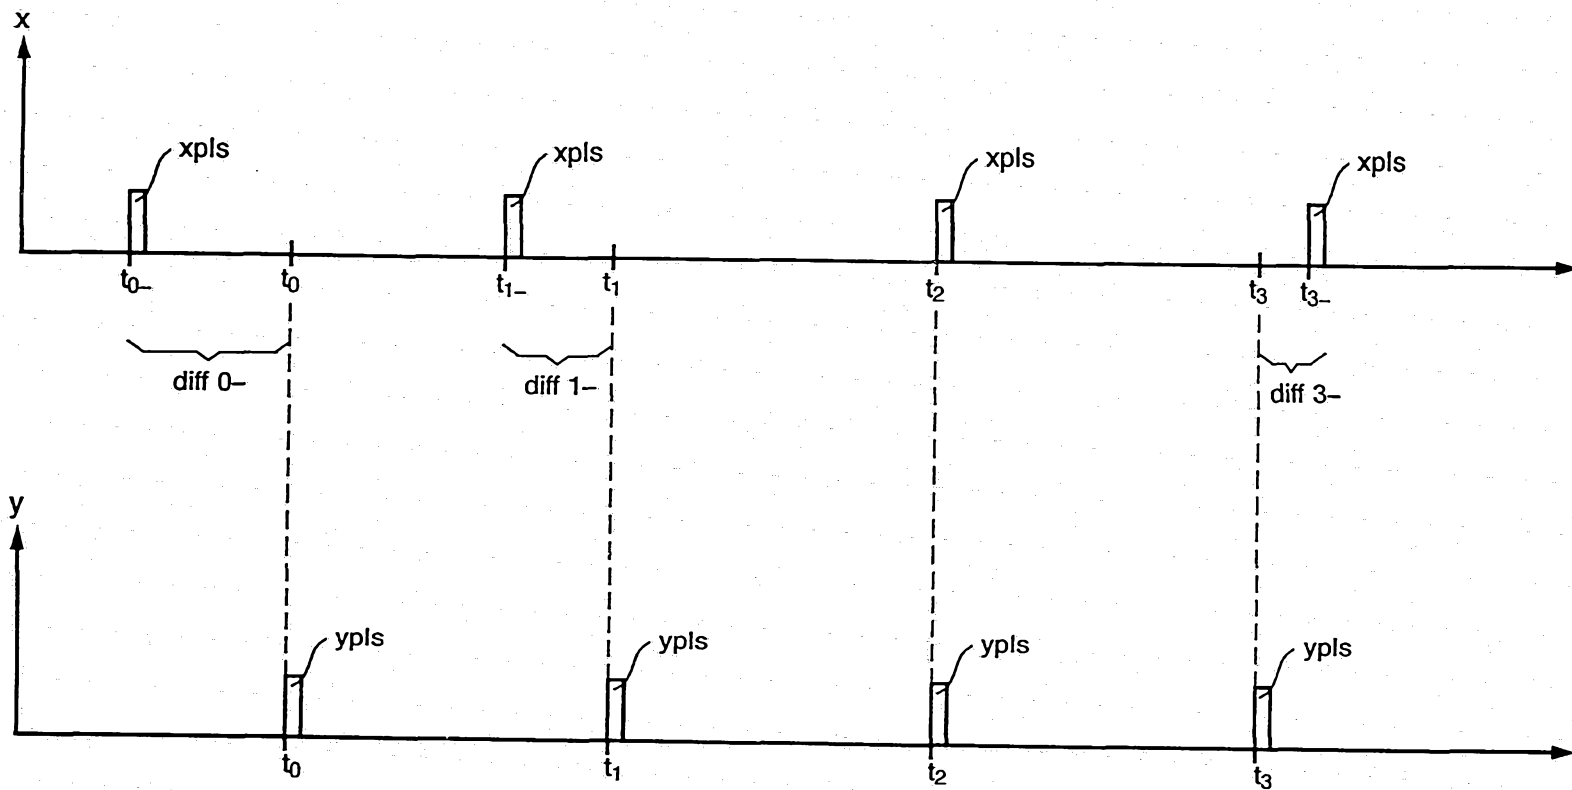 x
xpls
xpls
xpls
xpls
t0– t0 t1– t1 t2 t3 t3–
diff 0– diff 1– diff 3–
y
ypls
ypls
ypls
ypls
t0 t1 t2 t3